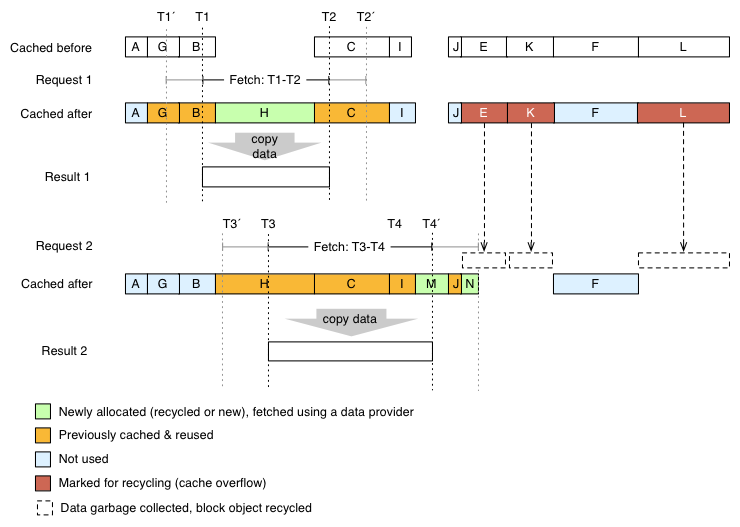 T1´ T1 T2 T2´
Cached before A G B C I J E K F L
Request 1 Fetch: T1-T2
Cached after A G B H C I J E K F L
copy
data
Result 1
T3´ T3 T4 T4´
Request 2 Fetch: T3-T4
Cached after A G B H C I M J N F
copy data
Result 2
Newly allocated (recycled or new), fetched using a data provider
Previously cached & reused
Not used
Marked for recycling (cache overflow)
Data garbage collected, block object recycled